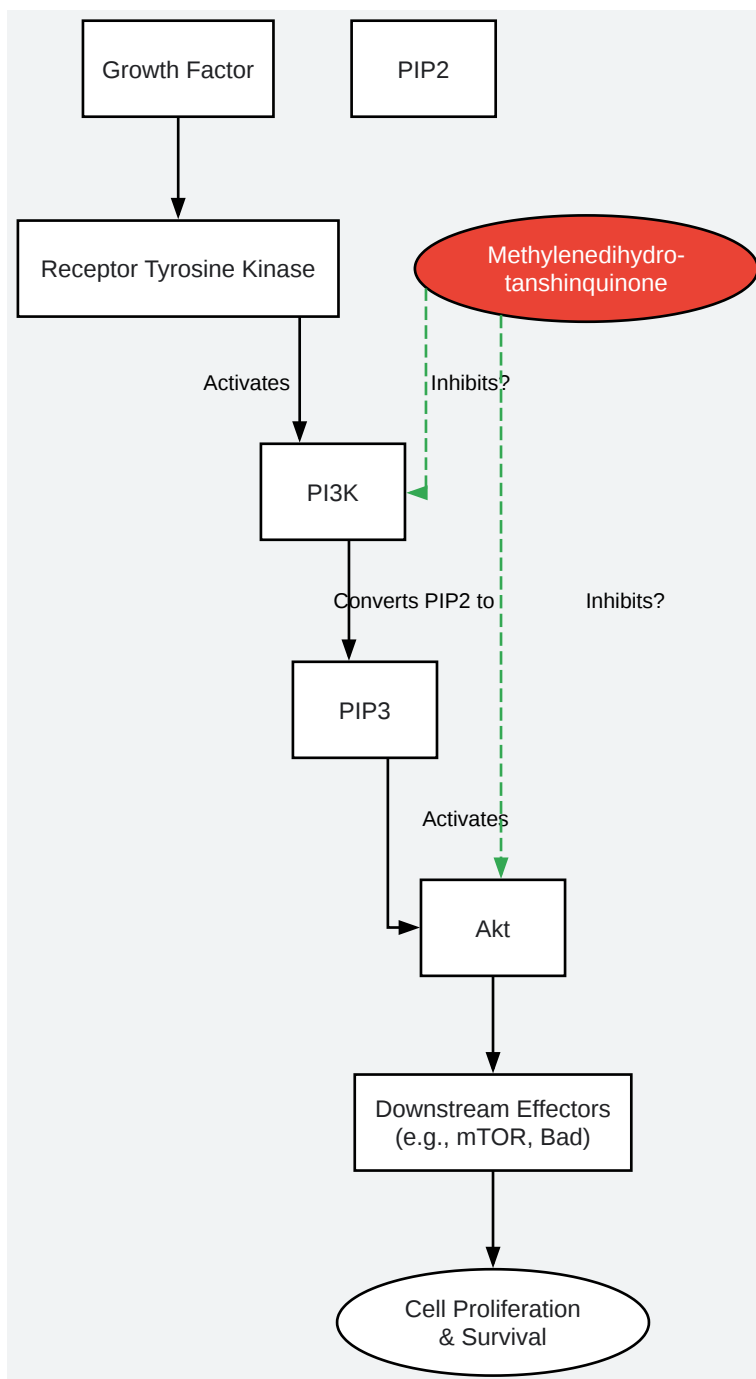 Growth Factor
PIP2
Receptor Tyrosine Kinase
Methylenedihydro-
tanshinquinone
Activates
Inhibits?
PI3K
Converts PIP2 to
Inhibits?
PIP3
Activates
Akt
Downstream Effectors
(e.g., mTOR, Bad)
Cell Proliferation
& Survival